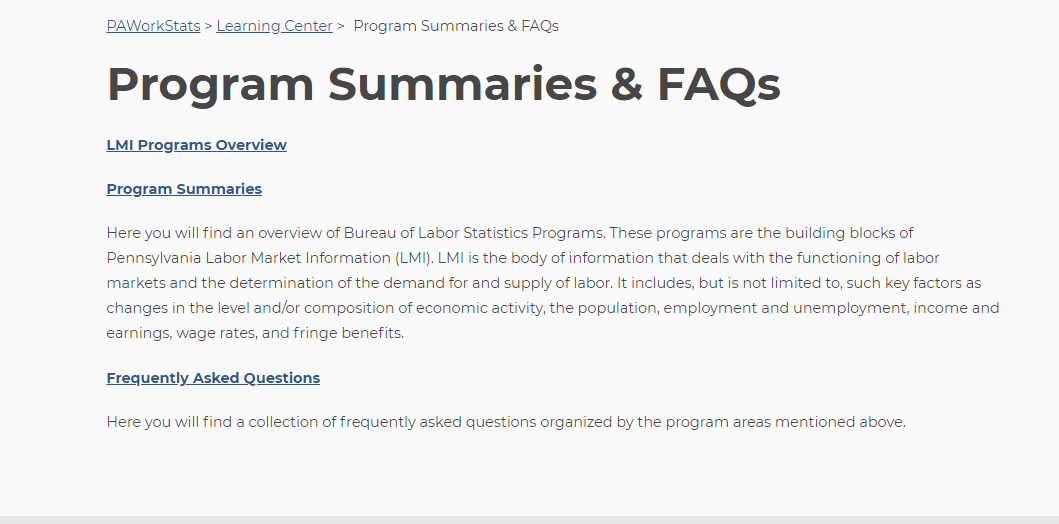 PAWorkStats > Learning Center > Program Summaries & FAQs
Program Summaries & FAQs
LMI Programs Overview
Program Summaries
Here you will find an overview of Bureau of Labor Statistics Programs. These programs are the building blocks of
Pennsylvania Labor Market Information (LMI). LMI is the body of information that deals with the functioning of labor
markets and the determination of the demand for and supply of labor. It includes, but is not limited to, such key factors as
changes in the level and/or composition of economic activity, the population, employment and unemployment, income and
earnings, wage rates, and fringe benefits.
Frequently Asked Questions
Here you will find a collection of frequently asked questions organized by the program areas mentioned above.